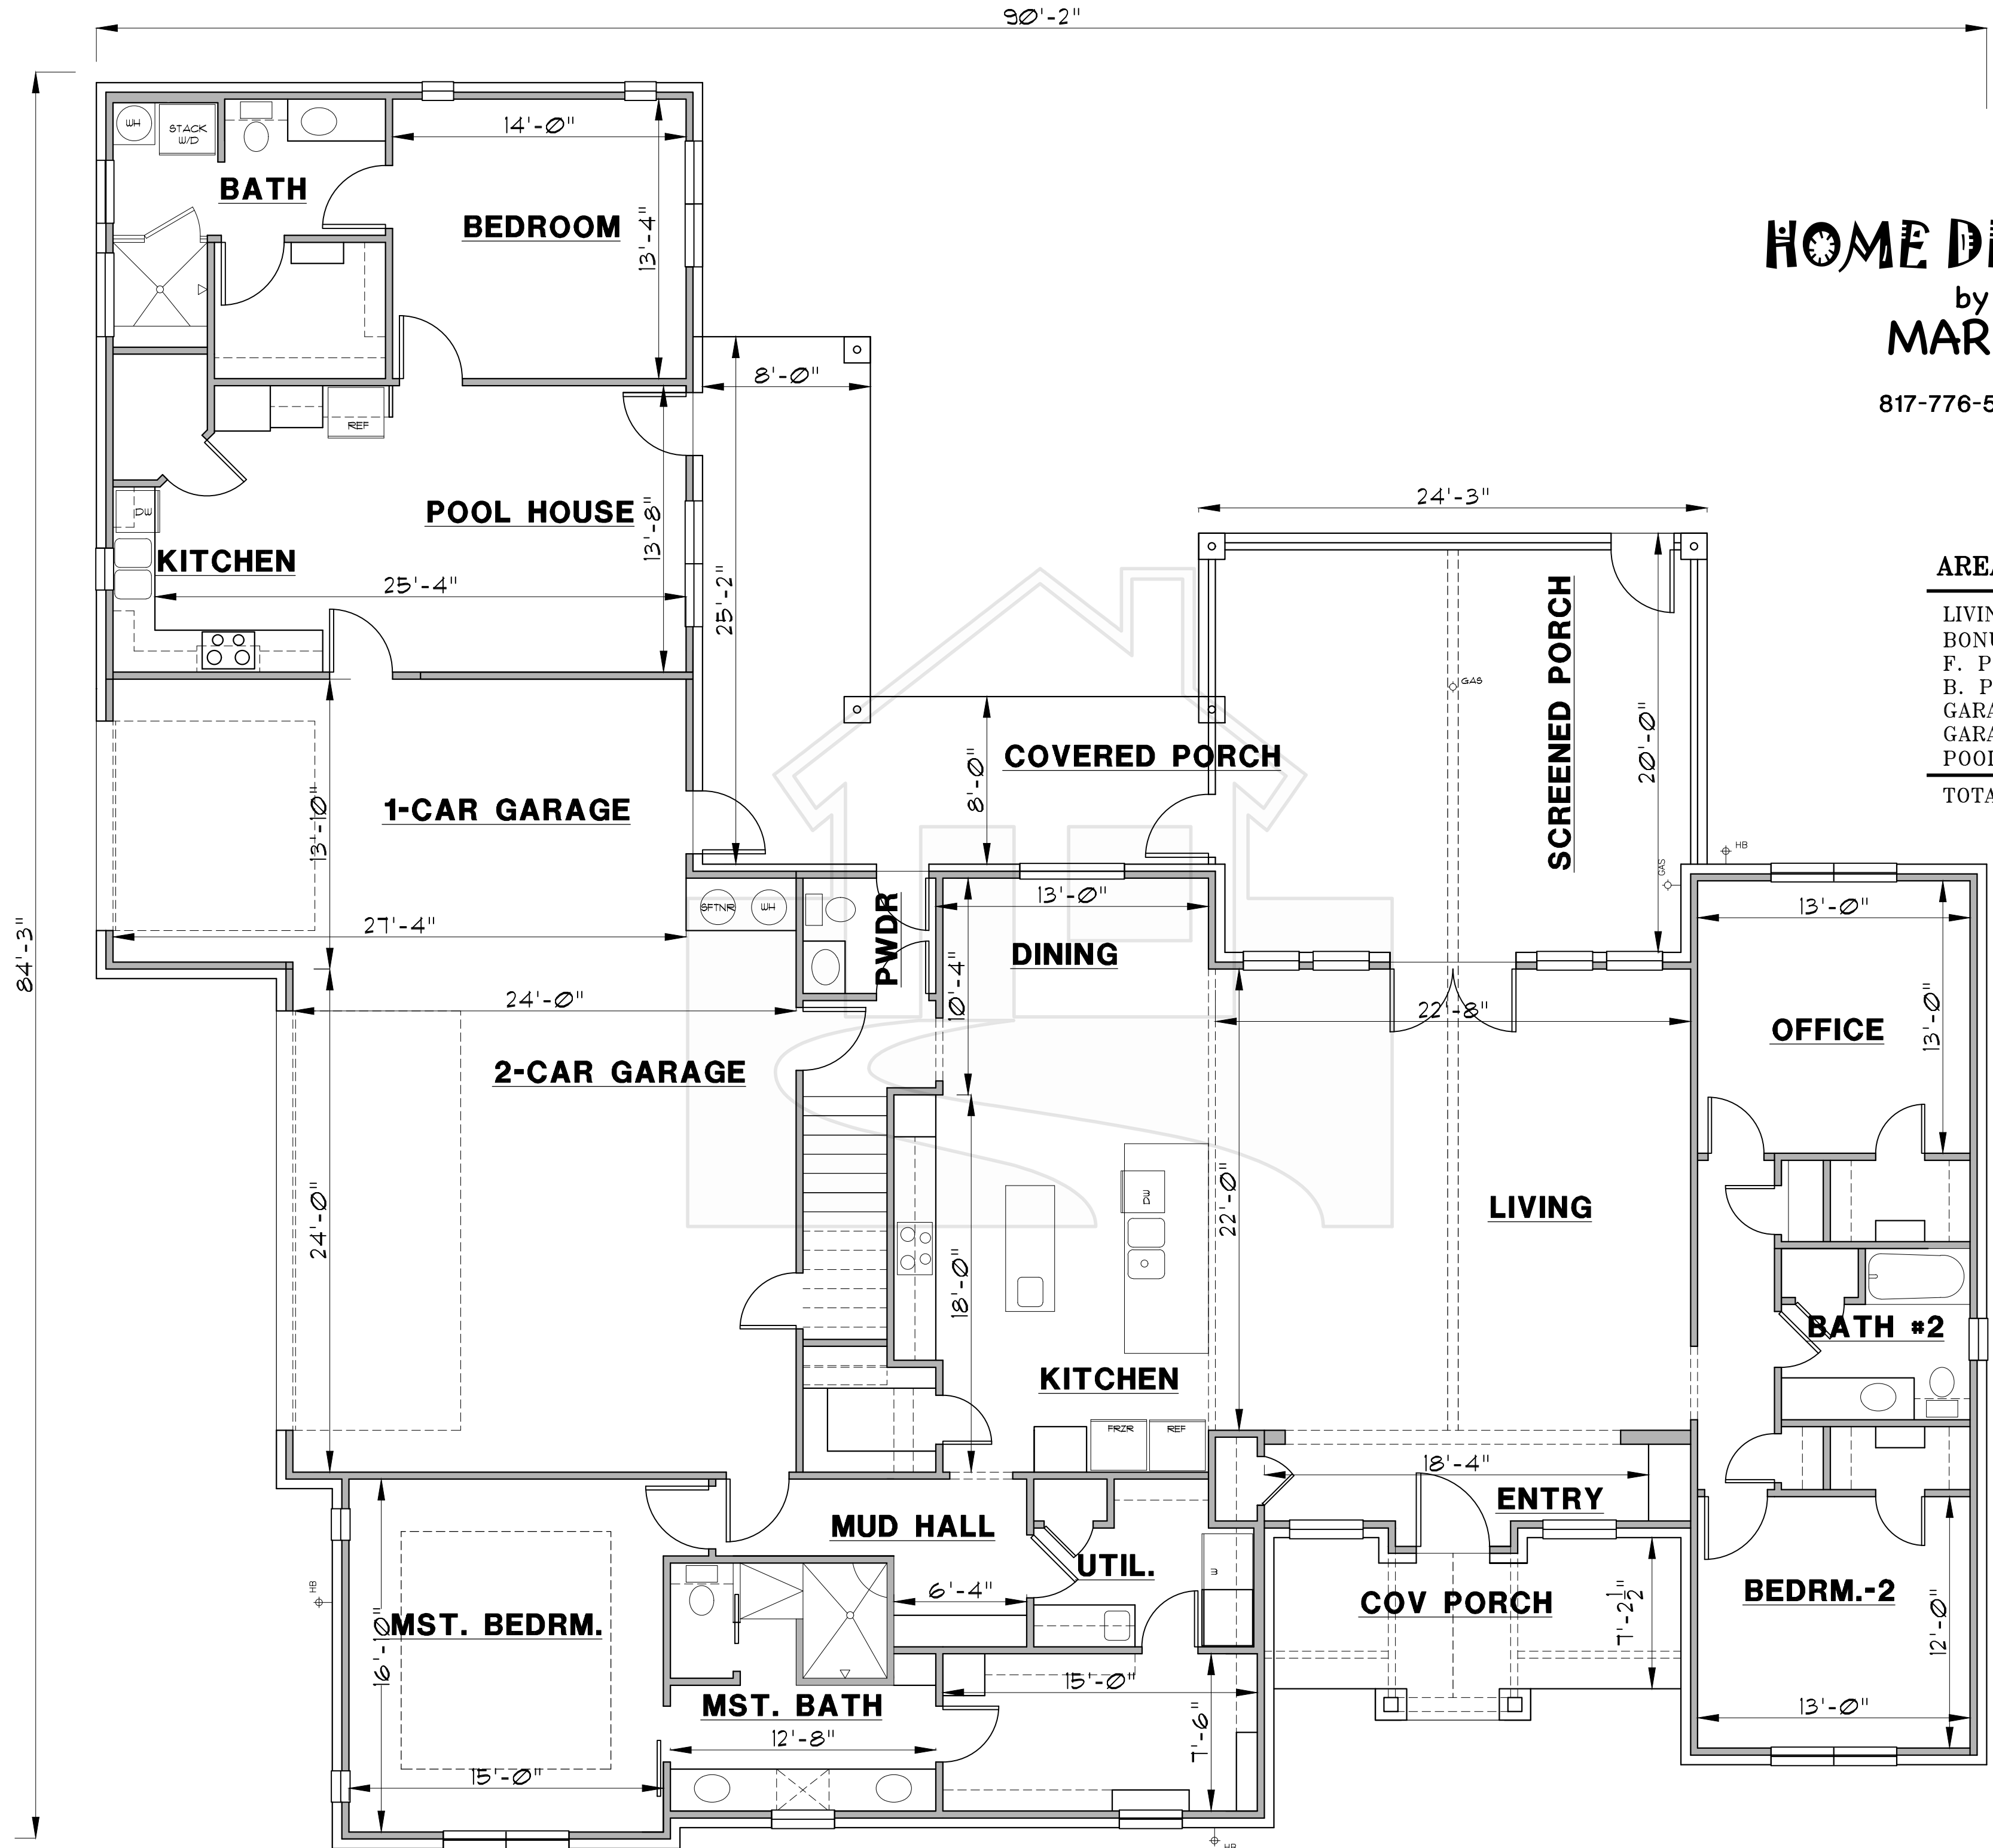 90'-2"
84'-3"
WH
STACK
W/D
BATH
14'-0"
BEDROOM
13'-4"
HOME D
by
MAR
817-776-5
8'-0"
REF
POOL HOUSE
13'-8"
DW
KITCHEN
25'-4"
25'-2"
24'-3"
SCREENED PORCH
GAS
20'-0"
AREA
LIVIN
BONU
F. P
B. P
GARA
GARA
POOL
TOTA
COVERED PORCH
8'-0"
1-CAR GARAGE
13'-10"
27'-4"
SFTNR
WH
PWDR
13'-0"
DINING
10'-4"
GAS
HB
13'-0"
OFFICE
13'-0"
24'-0"
22'-8"
2-CAR GARAGE
24'-0"
DW
22'-0"
LIVING
18'-0"
KITCHEN
BATH #2
FRZR
REF
18'-4"
ENTRY
MUD HALL
UTIL.
W
6'-4"
HB
MST. BEDRM.
16'-10"
COV PORCH
7'-2 1/2"
BEDRM.-2
12'-0"
15'-0"
MST. BATH
12'-8"
7'-6"
13'-0"
15'-0"
HB